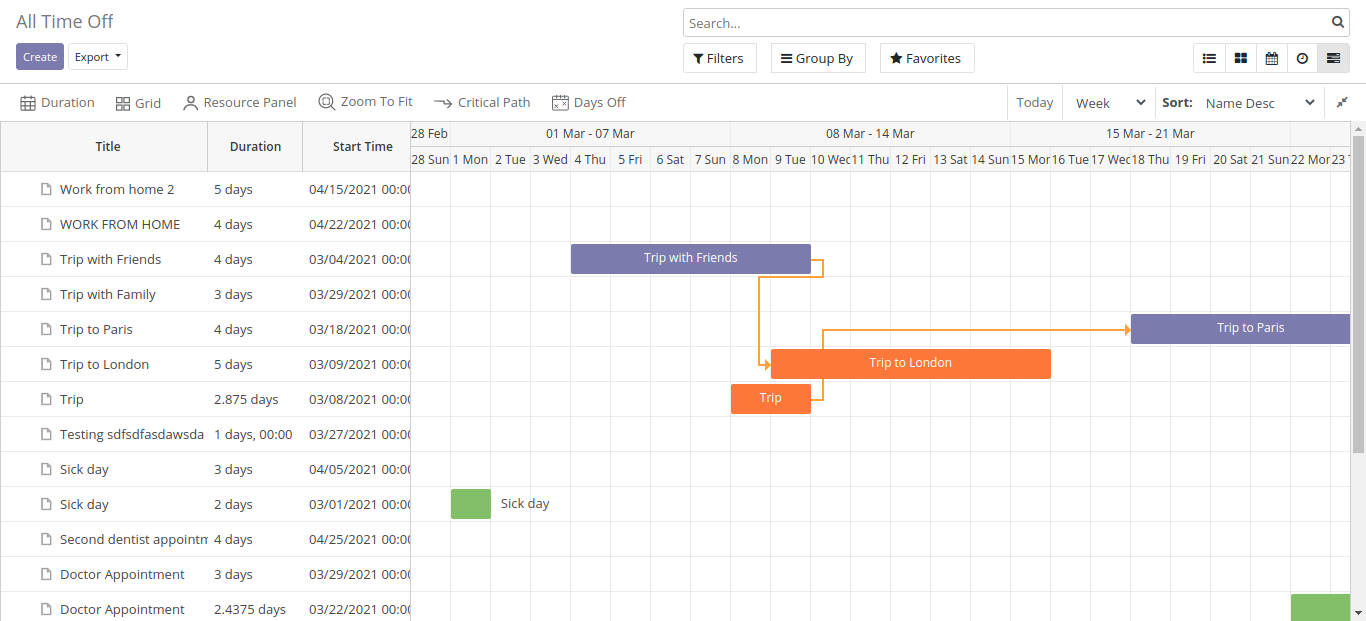 All Time Off
Search...
Create Export
Filters Group By Favorites
Duration Grid Resource Panel Zoom To Fit Critical Path Days Off Today Week Sort: Name Desc
Title Duration Start Time
28 Feb 01 Mar - 07 Mar 08 Mar - 14 Mar 15 Mar - 21 Mar
28 Sun 1 Mon 2 Tue 3 Wed 4 Thu 5 Fri 6 Sat 7 Sun 8 Mon 9 Tue 10 Wed 11 Thu 12 Fri 13 Sat 14 Sun 15 Mon 16 Tue 17 Wed 18 Thu 19 Fri 20 Sat 21 Sun 22 Mon 23
Work from home 2 5 days 04/15/2021 00:00
WORK FROM HOME 4 days 04/22/2021 00:00
Trip with Friends 4 days 03/04/2021 00:00 Trip with Friends
Trip with Family 3 days 03/29/2021 00:00
Trip to Paris 4 days 03/18/2021 00:00 Trip to Paris
Trip to London 5 days 03/09/2021 00:00 Trip to London
Trip 2.875 days 03/08/2021 00:00 Trip
Testing sdfsdfasdawsda 1 days, 00:00 03/27/2021 00:00
Sick day 3 days 04/05/2021 00:00
Sick day 2 days 03/01/2021 00:00 Sick day
Second dentist appointm 4 days 04/25/2021 00:00
Doctor Appointment 3 days 03/29/2021 00:00
Doctor Appointment 2.4375 days 03/22/2021 00:00